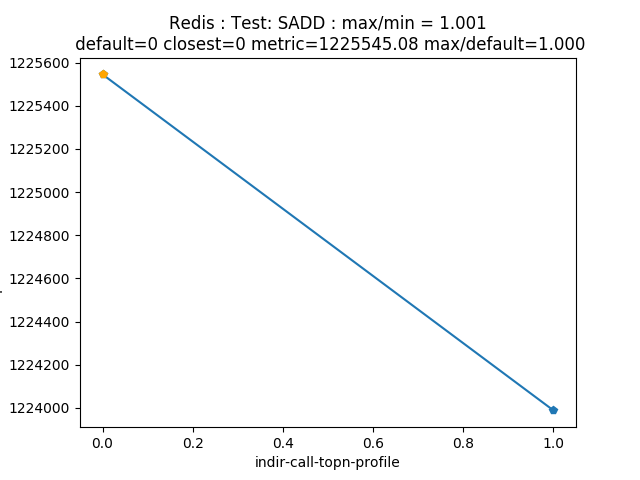 Redis : Test: SADD : max/min = 1.001
default=0 closest=0 metric=1225545.08 max/default=1.000
1225600
1225400
1225200
1225000
1224800
1224600
1224400
1224200
1224000
0.0 0.2 0.4 0.6 0.8 1.0
indir-call-topn-profile